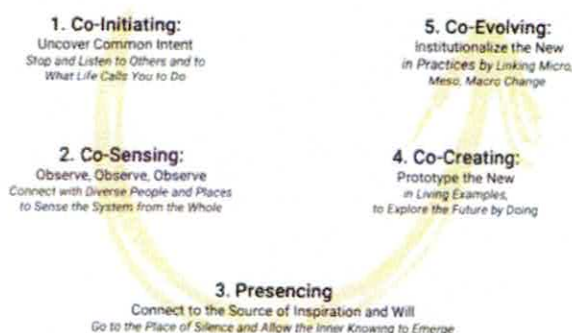 1. Co-Initiating:
Uncover Common Intent
Stop and Listen to Others and to
What Life Calls You to Do
2. Co-Sensing:
Observe, Observe, Observe
Connect with Diverse People and Places
to Sense the System from the Whole
3. Presencing
Connect to the Source of Inspiration and Will
Go to the Place of Silence and Allow the Inner Knowing to Emerge
4. Co-Creating:
Prototype the New
in Living Examples,
to Explore the Future by Doing
5. Co-Evolving:
Institutionalize the New
in Practices by Linking Micro,
Meso, Macro Change